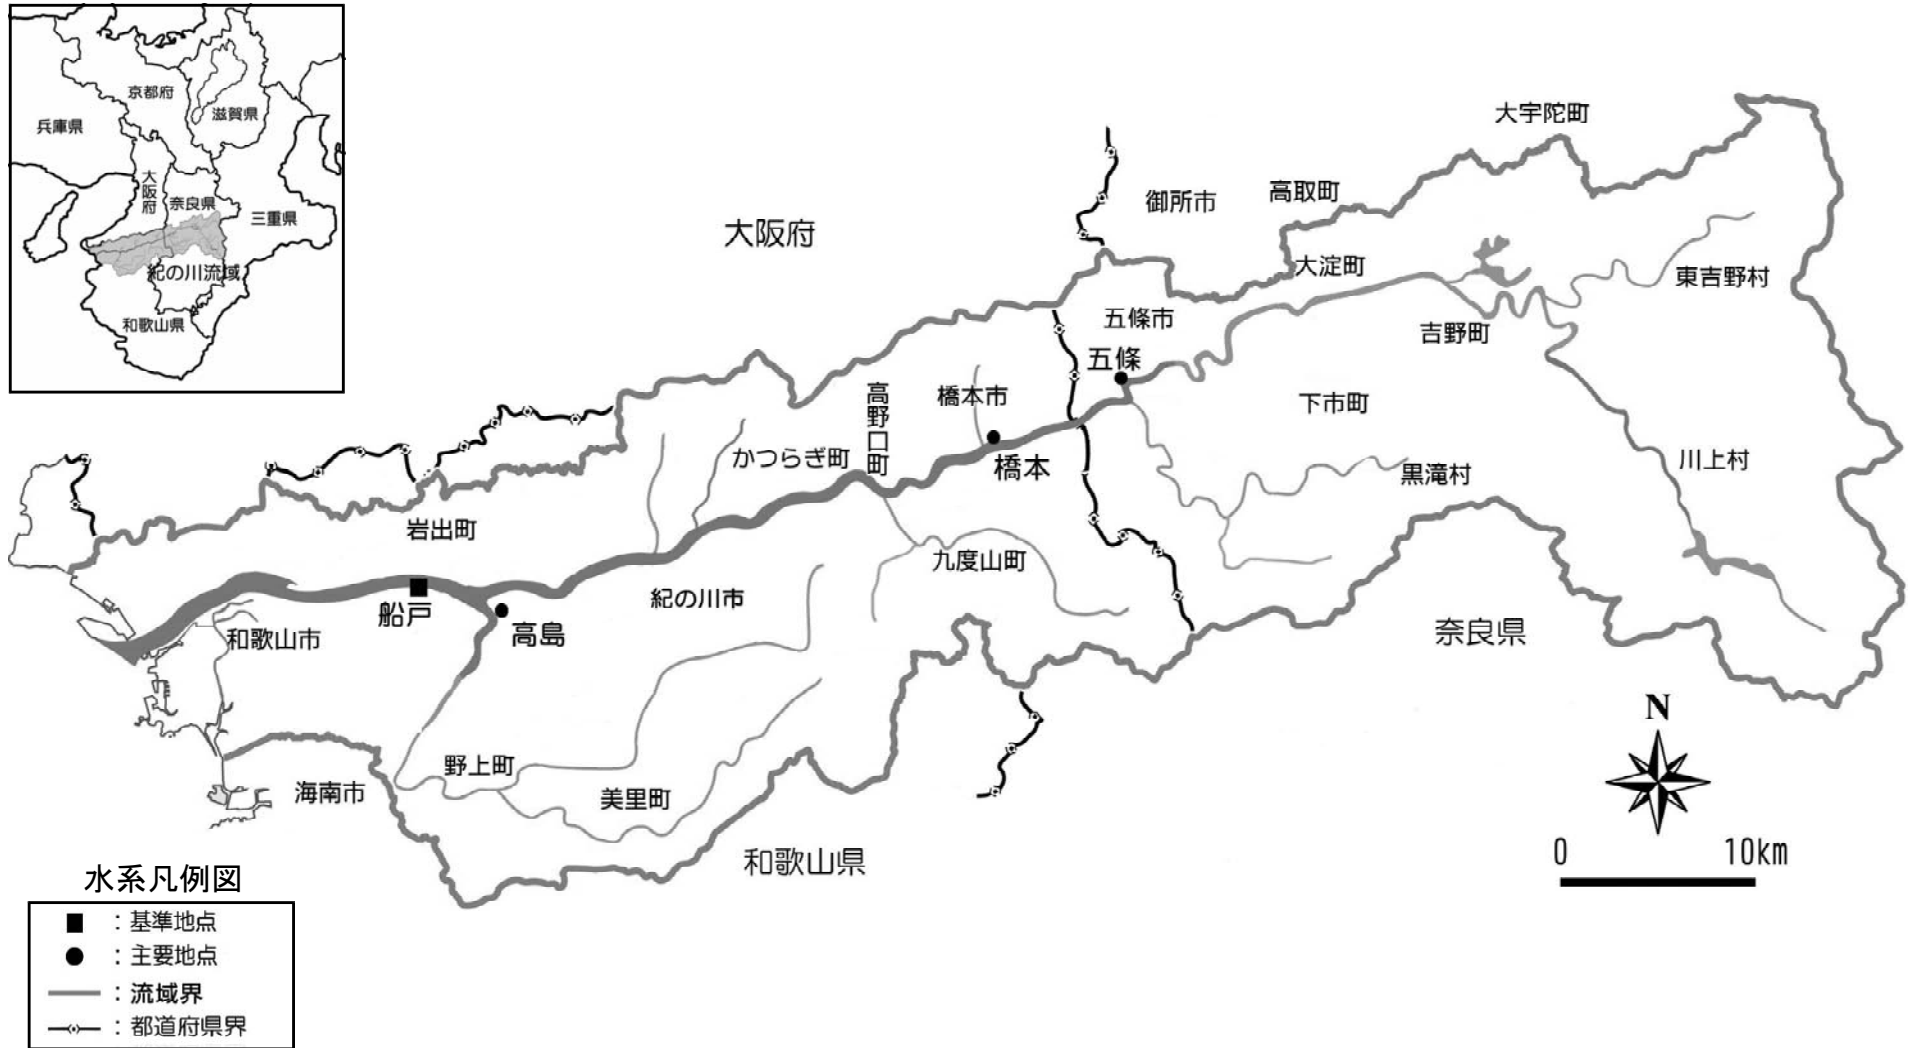 京都府
滋賀県
兵庫県
大阪府
奈良県
三重県
紀の川流域
和歌山県
大宇陀町
高取町
御所市
大阪府
大淀町
東吉野村
五條市
吉野町
五條
高野口町
橋本市
下市町
かつらぎ町
橋本
黒滝村
川上村
岩出町
九度山町
紀の川市
船戸
高島
和歌山市
奈良県
N
野上町
海南市
美里町
0 10km
和歌山県
水系凡例図
■ : 基準地点
● : 主要地点
: 流域界
: 都道府県界